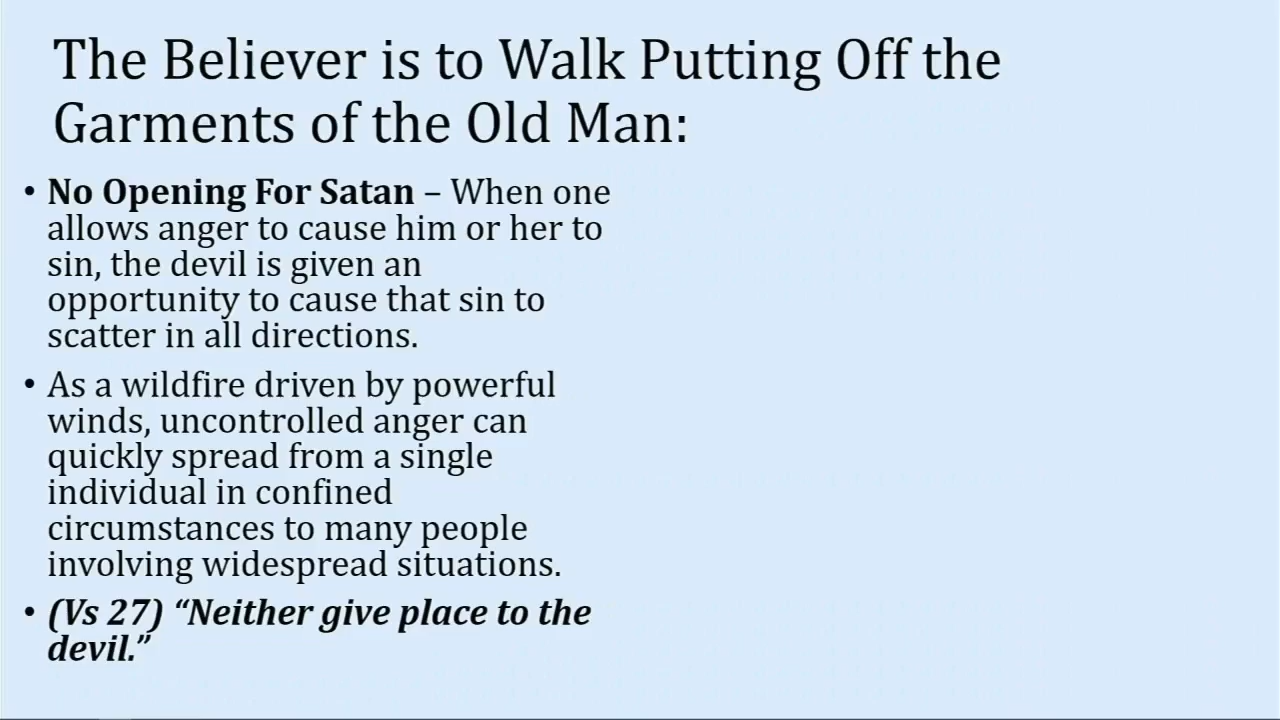 The Believer is to Walk Putting Off the
Garments of the Old Man:
• No Opening For Satan – When one
allows anger to cause him or her to
sin, the devil is given an
opportunity to cause that sin to
scatter in all directions.
• As a wildfire driven by powerful
winds, uncontrolled anger can
quickly spread from a single
individual in confined
circumstances to many people
involving widespread situations.
• (Vs 27) “Neither give place to the
devil.”